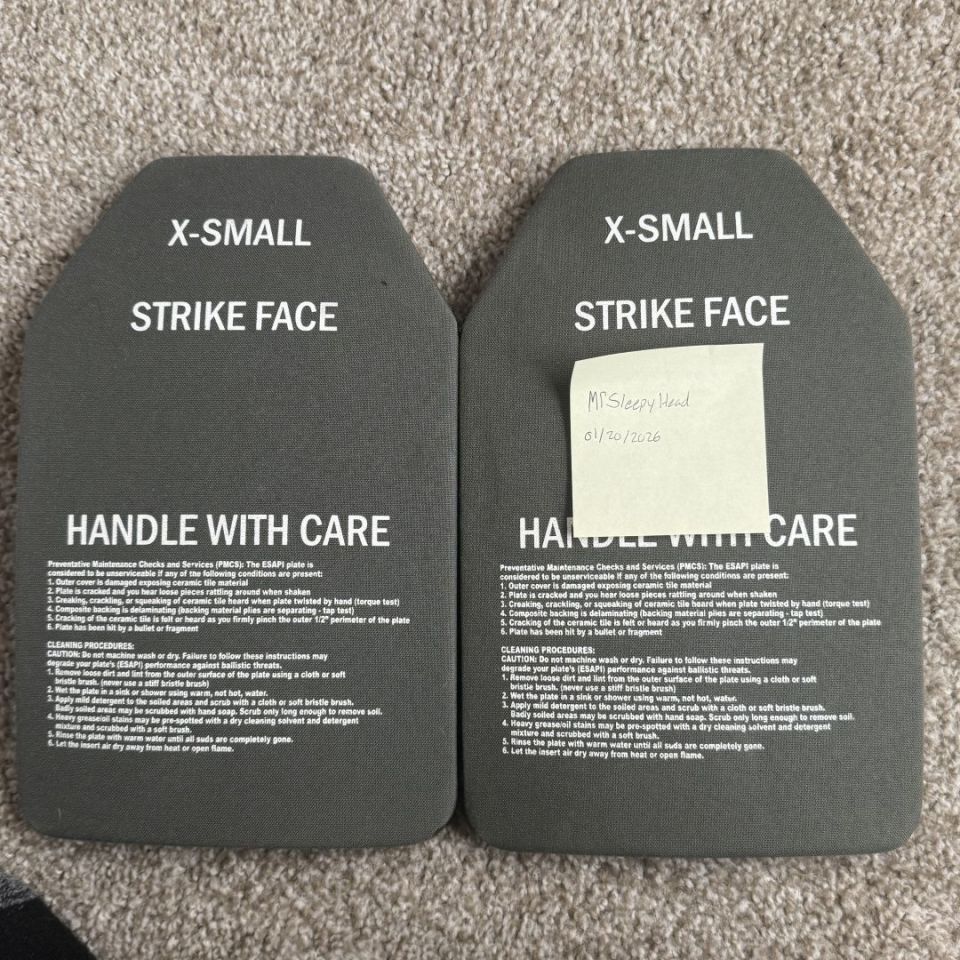 X-SMALL
STRIKE FACE
HANDLE WITH CARE
Preventative Maintenance Checks and Services (PMCS): The ESAPI plate is
considered to be unserviceable if any of the following conditions are present:
1. Outer cover is damaged exposing ceramic tile material
2. Plate is cracked and you hear loose pieces rattling around when shaken
3. Creaking, crackling, or squeaking of ceramic tile heard when plate twisted by hand (torque test)
4. Composite backing is delaminating (backing material plies are separating - tap test)
5. Cracking of the ceramic tile is felt or heard as you firmly pinch the outer 1/2" perimeter of the plate
6. Plate has been hit by a bullet or fragment
CLEANING PROCEDURES:
CAUTION: Do not machine wash or dry. Failure to follow these instructions may
degrade your plate's (ESAPI) performance against ballistic threats.
1. Remove loose dirt and lint from the outer surface of the plate using a cloth or soft
bristle brush. (never use a stiff bristle brush)
2. Wet the plate in a sink or shower using warm, not hot, water.
3. Apply mild detergent to the soiled areas and scrub with a cloth or soft bristle brush.
Badly soiled areas may be scrubbed with hand soap. Scrub only long enough to remove soil.
4. Heavy grease/oil stains may be pre-spotted with a dry cleaning solvent and detergent
mixture and scrubbed with a soft brush.
5. Rinse the plate with warm water until all suds are completely gone.
6. Let the insert air dry away from heat or open flame.
X-SMALL
STRIKE FACE
MrSleepyHead
01/20/2026
HANDLE WITH CARE
Preventative Maintenance Checks and Services (PMCS): The ESAPI plate is
considered to be unserviceable if any of the following conditions are present:
1. Outer cover is damaged exposing ceramic tile material
2. Plate is cracked and you hear loose pieces rattling around when shaken
3. Creaking, crackling, or squeaking of ceramic tile heard when plate twisted by hand (torque test)
4. Composite backing is delaminating (backing material plies are separating - tap test)
5. Cracking of the ceramic tile is felt or heard as you firmly pinch the outer 1/2" perimeter of the plate
6. Plate has been hit by a bullet or fragment
CLEANING PROCEDURES:
CAUTION: Do not machine wash or dry. Failure to follow these instructions may
degrade your plate's (ESAPI) performance against ballistic threats.
1. Remove loose dirt and lint from the outer surface of the plate using a cloth or soft
bristle brush. (never use a stiff bristle brush)
2. Wet the plate in a sink or shower using warm, not hot, water.
3. Apply mild detergent to the soiled areas and scrub with a cloth or soft bristle brush.
Badly soiled areas may be scrubbed with hand soap. Scrub only long enough to remove soil.
4. Heavy grease/oil stains may be pre-spotted with a dry cleaning solvent and detergent
mixture and scrubbed with a soft brush.
5. Rinse the plate with warm water until all suds are completely gone.
6. Let the insert air dry away from heat or open flame.